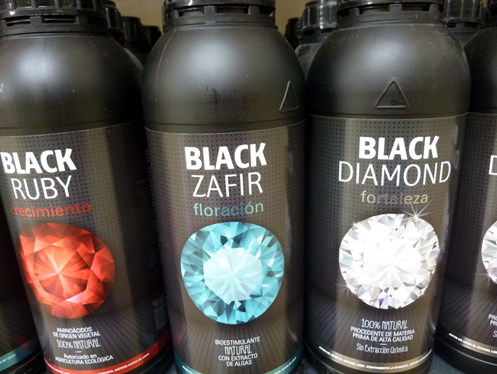 BLACK
RUBY
crecimiento
AMINOÁCIDOS
DE ORIGEN VEGETAL
100% NATURAL
Autorizado en
AGRICULTURA ECOLÓGICA
BLACK
ZAFIR
floración
BIOESTIMULANTE
NATURAL
CON EXTRACTO
DE ALGAS
BLACK
DIAMOND
fortaleza
100% NATURAL
PROCEDENTE DE MATERIA
PRIMA DE ALTA CALIDAD
Sin Extracción Química